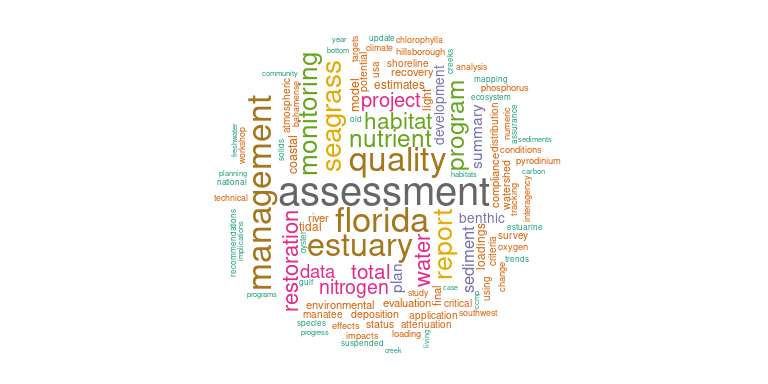 year
update
chlorophylla
targets
bottom
climate
hillsborough
creeks
shoreline
analysis
community
monitoring
seagrass
potential
usa
recovery
mapping
atmospheric
bahamense
model
estimates
light
development
program
phosphorus
ecosystem
project
management
coastal
old
habitat
summary
distribution
numeric
assurance
freshwater
workshop
solids
nutrient
sediments
conditions
quality
compliance
watershed
pyrodinium
planning
national
habitats
carbon
technical
assessment
tracking
interagency
recommendations
implications
restoration
river
tidal
florida
report
benthic
estuarine
oyster
estuary
water
sediment
loadings
criteria
survey
oxygen
trends
data
total
plan
gulf
nitrogen
final
using
change
programs
study
case
ccmp
environmental
evaluation
critical
manatee
deposition
application
southwest
species
effects
status
attenuation
progress
impacts
loading
living
suspended
creek